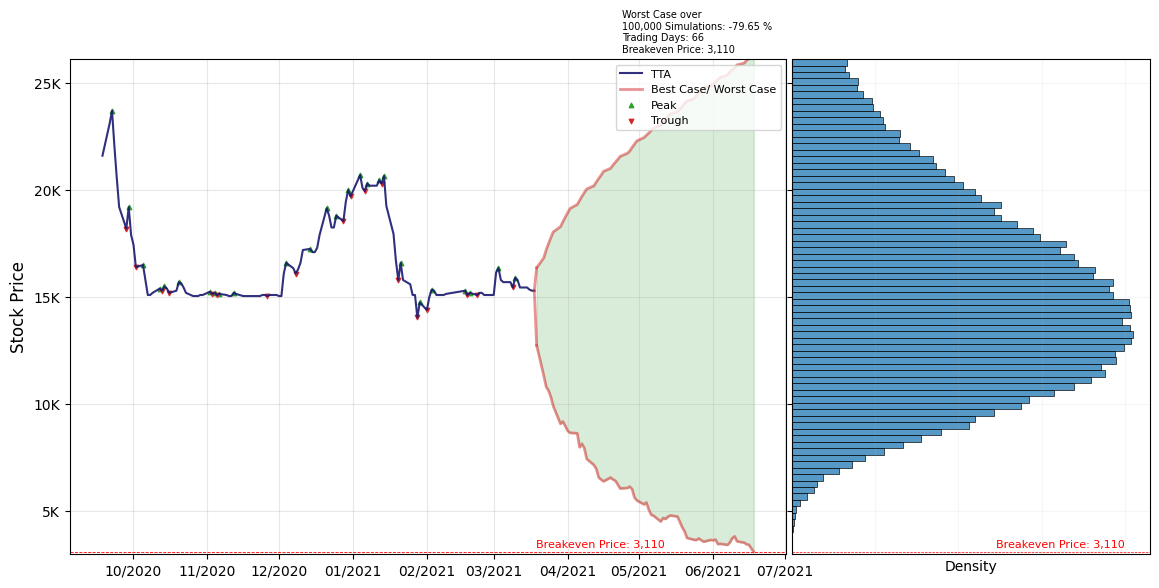 Worst Case over
100,000 Simulations: -79.65 %
Trading Days: 66
Breakeven Price: 3,110
TTA
Best Case/ Worst Case
Peak
Trough
25K
20K
15K
10K
5K
Stock Price
Breakeven Price: 3,110
Breakeven Price: 3,110
10/2020
11/2020
12/2020
01/2021
02/2021
03/2021
04/2021
05/2021
06/2021
07/2021
Density